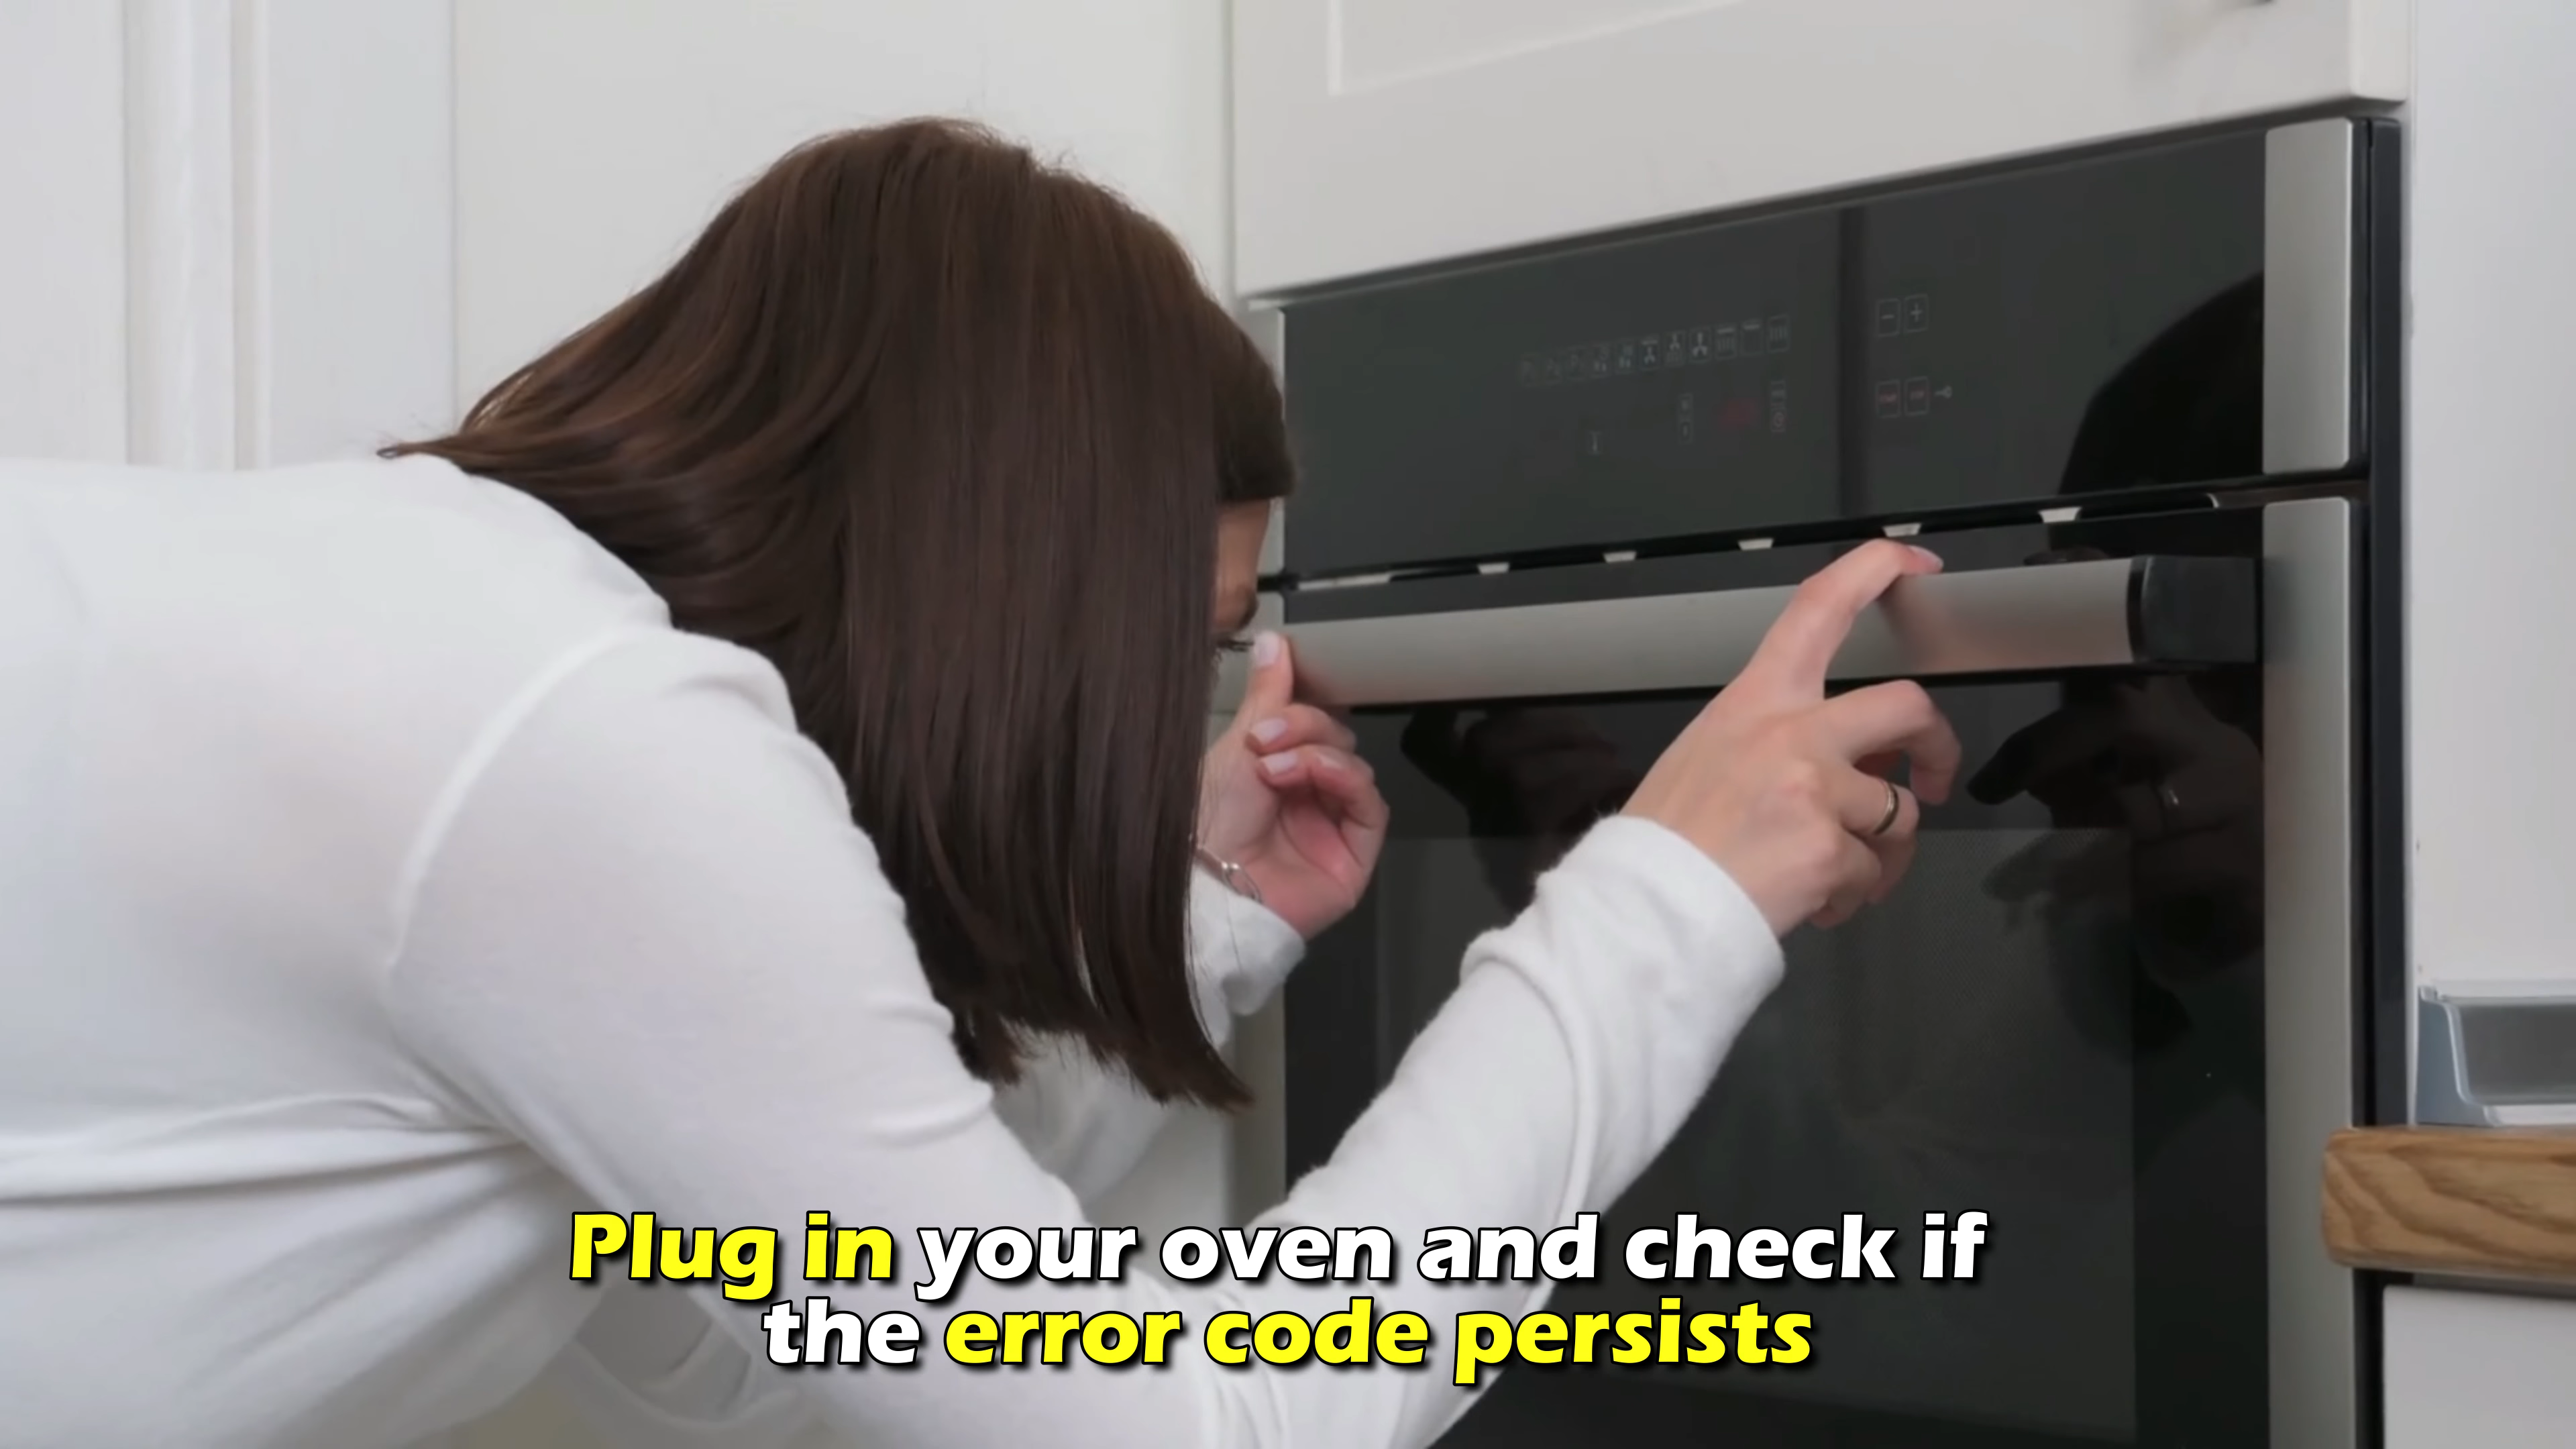 Plug in your oven and check if
the error code persists